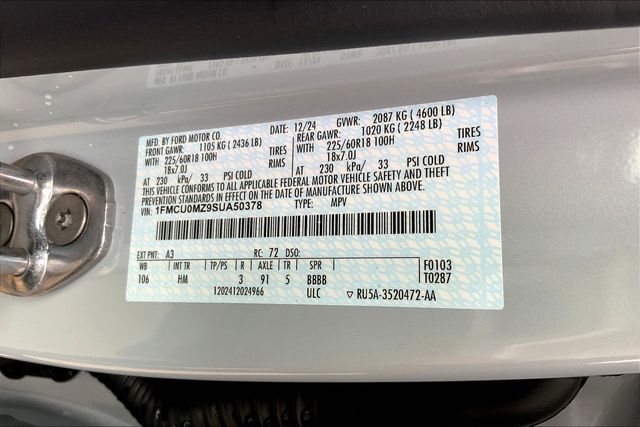 MFD. BY FORD MOTOR CO.
DATE: 12/24 GVWR: 2087 KG (4600 LB)
FRONT GAWR: 1105 KG (2436 LB) REAR GAWR: 1020 KG (2248 LB)
WITH 225/60R18 100H TIRES WITH 225/60R18 100H TIRES
18x7.0J RIMS 18x7.0J RIMS
AT 230 kPa/ 33 PSI COLD AT 230 kPa/ 33 PSI COLD
THIS VEHICLE CONFORMS TO ALL APPLICABLE FEDERAL MOTOR VEHICLE SAFETY AND THEFT
PREVENTION STANDARDS IN EFFECT ON THE DATE OF MANUFACTURE SHOWN ABOVE.
1FMCU0MZ9SUA50378 TYPE: MPV
EXT PNT: A3 RC: 72 DSO:
WB INT TR TP/PS R AXLE TR SPR F0103
106 HM 3 91 5 BBBB T0287
1202412024966 ULC ▽ RU5A-3520472-AA